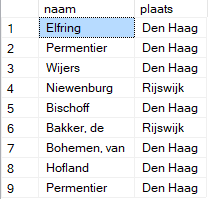 naam plaats
1 Elfring Den Haag
2 Permentier Den Haag
3 Wijers Den Haag
4 Niewenburg Rijswijk
5 Bischoff Den Haag
6 Bakker, de Rijswijk
7 Bohemen, van Den Haag
8 Hofland Den Haag
9 Permentier Den Haag